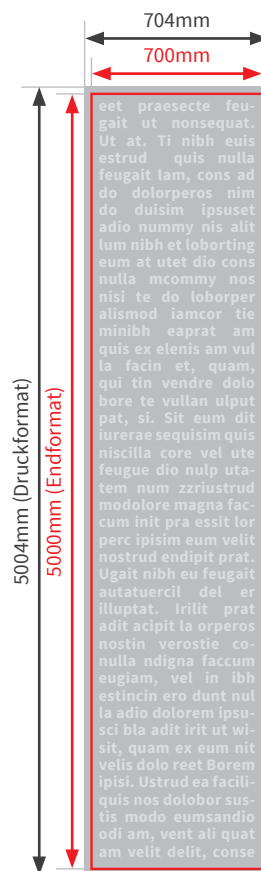 704mm
700mm
5004mm (Druckformat)
5000mm (Endformat)
eet praesecte feu-
gait ut nonsequat.
Ut at. Ti nibh euis
estrud quis nulla
feugait lam, cons ad
do dolorperos nim
do duisim ipsuset
adio nummy nis alit
lum nibh et loborting
eum at utet dio cons
nulla mcommy nos
nisi te do loborper
alismod iamcor tie
minibh eaprat am
quis ex elenis am vul
la facin et, quam,
qui tin vendre dolo
bore te vullan ulput
pat, si. Sit eum dit
iurerae sequisim quis
niscilla core vel ute
feugue dio nulp uta-
tem num zzriustrud
modolore magna fac-
cum init pra essit lor
perc ipisim eum velit
nostrud endipit prat.
Ugait nibh eu feugait
autatuercil del er
illuptat. Irilit prat
adit acipit la orperos
nostin verostie co-
nulla ndigna faccum
eugiam, vel in ibh
estincin ero dunt nul
la adio dolorem ipsu-
sci bla adit irit ut wi-
sit, quam ex eum nit
velis dolo reet Borem
ipisi. Ustrud ea facili-
quis nos dolobor sus-
tis modo eumsandio
odi am, vent ali quat
am velit delit, conse